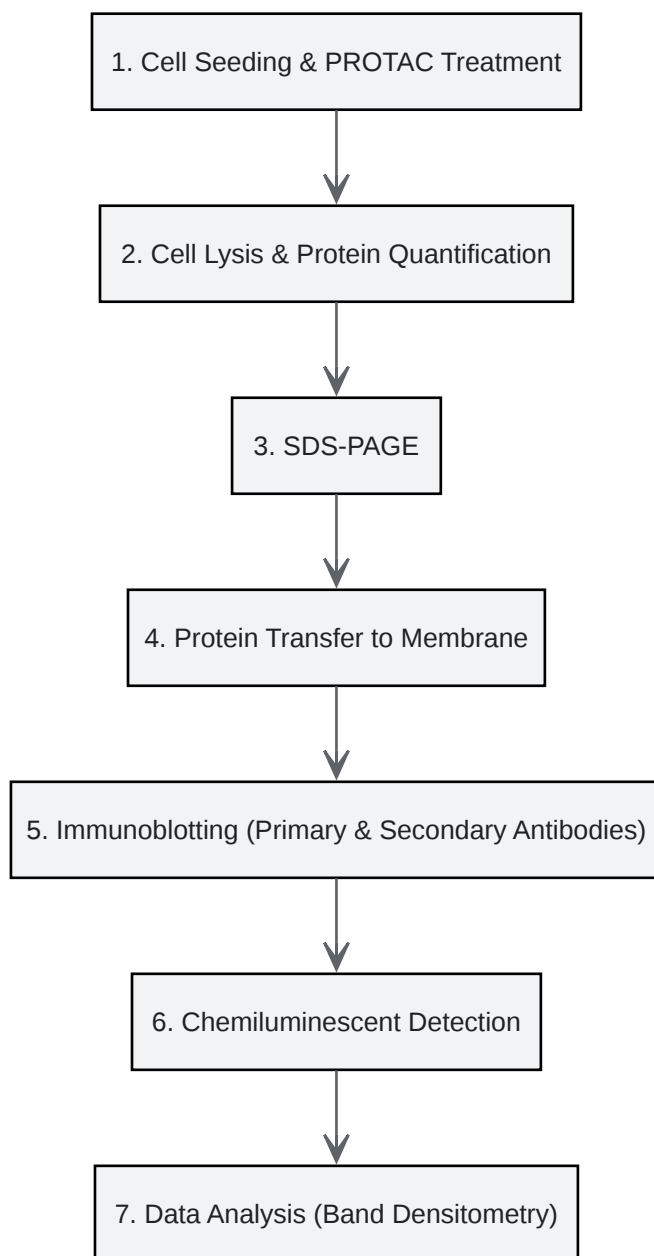 1. Cell Seeding & PROTAC Treatment
2. Cell Lysis & Protein Quantification
3. SDS-PAGE
4. Protein Transfer to Membrane
5. Immunoblotting (Primary & Secondary Antibodies)
6. Chemiluminescent Detection
7. Data Analysis (Band Densitometry)